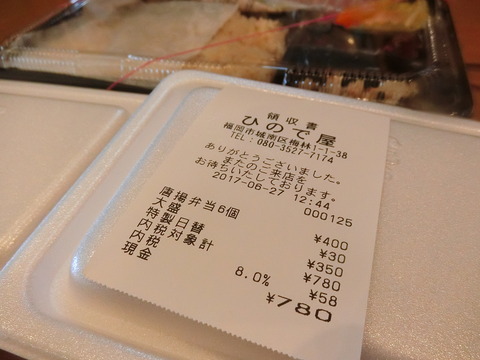 領収書
ひので屋
福岡市城南区梅林1-1-38
TEL:080-3527-7174
ありがとうございました。
またのご来店を
お待ちいたしております。
2017-06-27 12:44
000125
唐揚弁当6個 ¥400
大盛 ¥30
特製日替 ¥350
内税対象計 ¥780
内税 8.0% ¥58
現金 ¥780